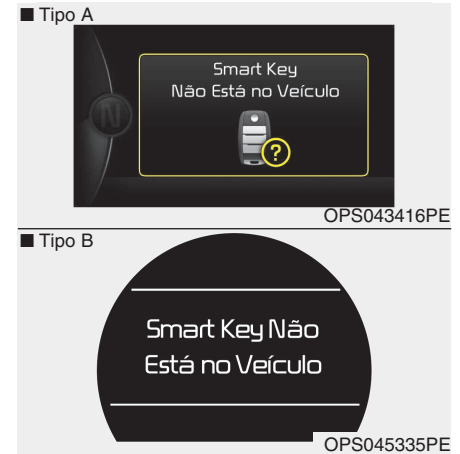 ■ Tipo A
Smart Key
Não Está no Veículo
N
?
OPS043416PE
■ Tipo B
Smart Key Não
Está no Veículo
OPS045335PE